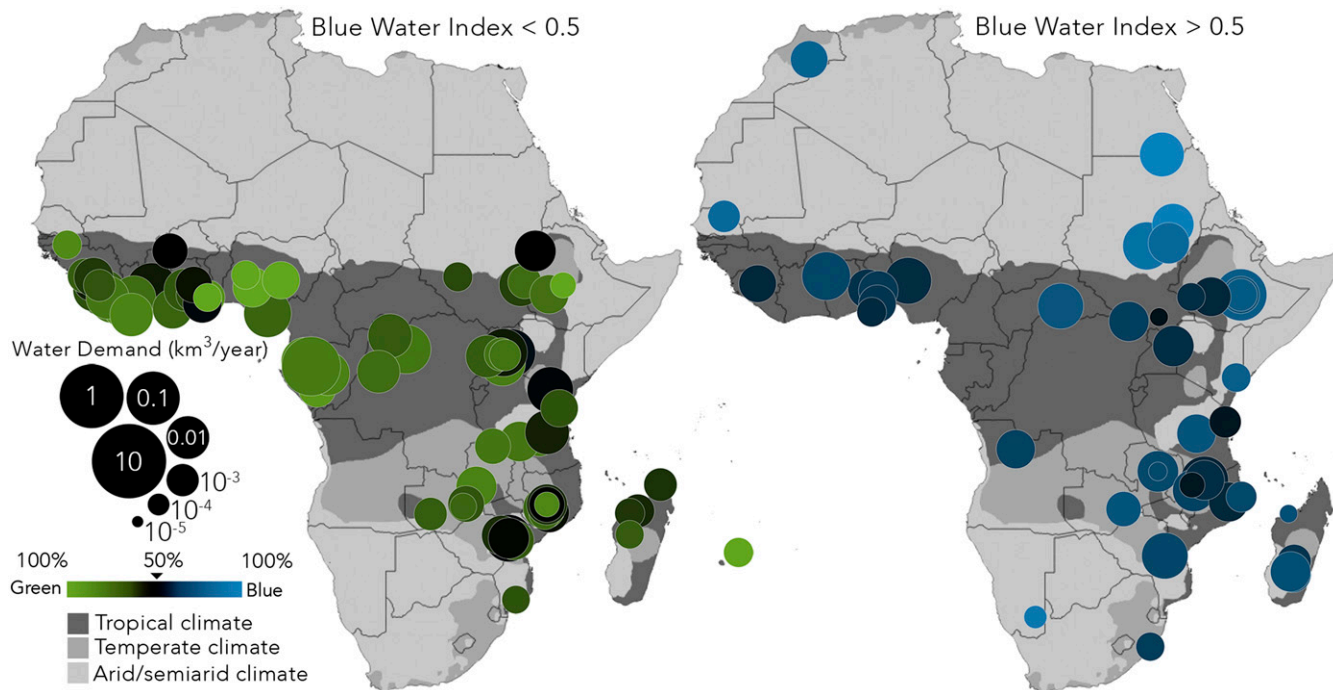 Blue Water Index < 0.5
Blue Water Index > 0.5
Water Demand (km³/year)
1
0.1
0.01
10
10⁻³
10⁻⁴
10⁻⁵
100% 50% 100%
Green Blue
Tropical climate
Temperate climate
Arid/semiarid climate